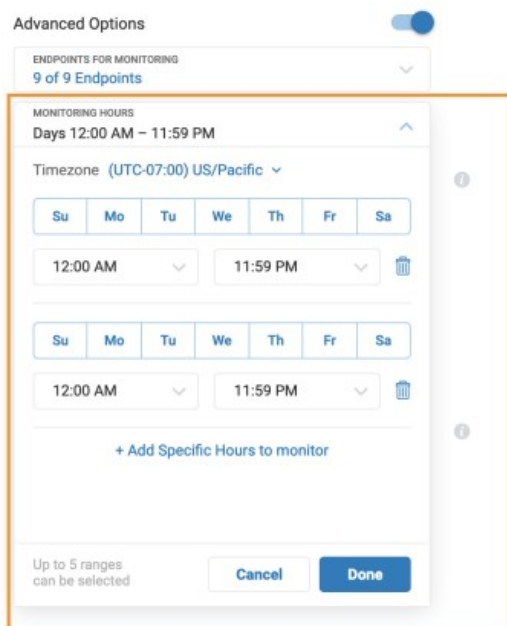 Advanced Options
ENDPOINTS FOR MONITORING
9 of 9 Endpoints
MONITORING HOURS
Days 12:00 AM – 11:59 PM
Timezone (UTC-07:00) US/Pacific
Su Mo Tu We Th Fr Sa
12:00 AM 11:59 PM
Su Mo Tu We Th Fr Sa
12:00 AM 11:59 PM
+ Add Specific Hours to monitor
Up to 5 ranges
can be selected
Cancel Done